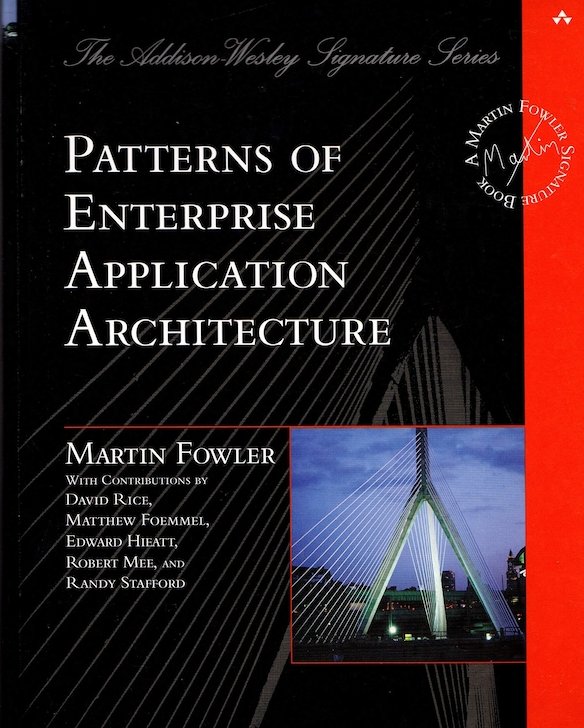 The Addison-Wesley Signature Series
A MARTIN FOWLER SIGNATURE BOOK
Martin
PATTERNS OF
ENTERPRISE
APPLICATION
ARCHITECTURE
MARTIN FOWLER
WITH CONTRIBUTIONS BY
DAVID RICE,
MATTHEW FOEMMEL,
EDWARD HIEATT,
ROBERT MEE, AND
RANDY STAFFORD